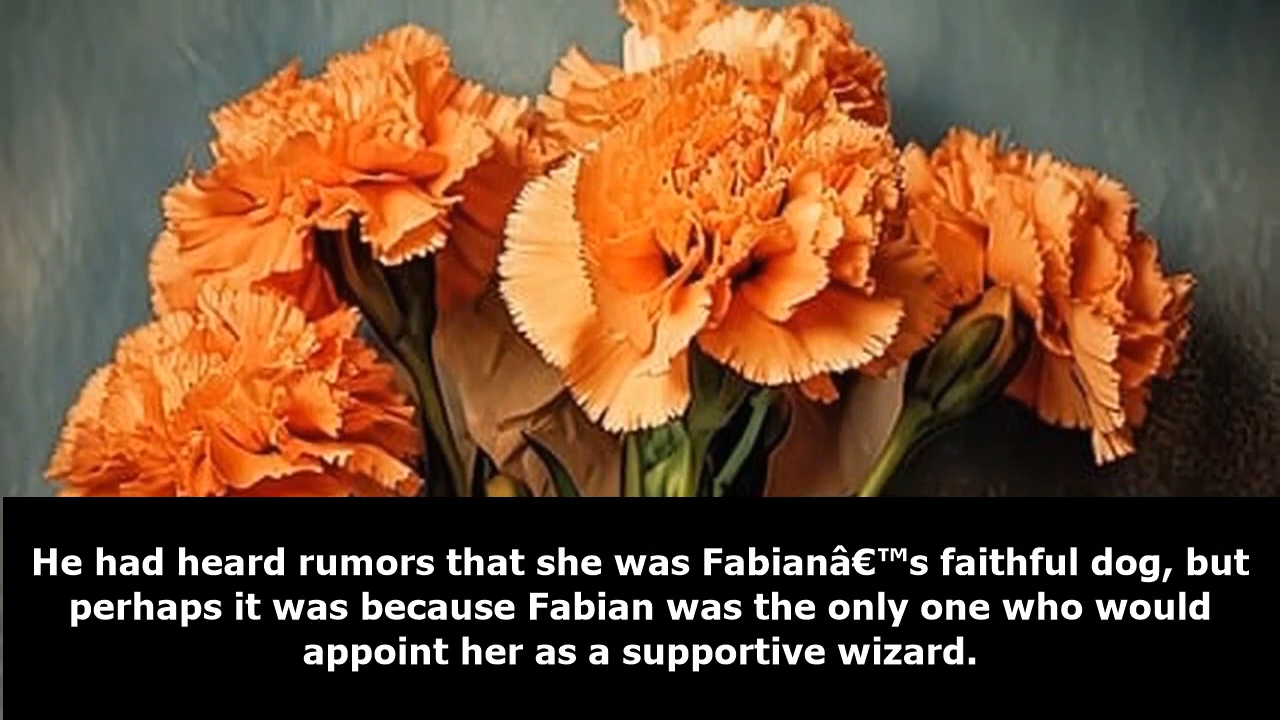 He had heard rumors that she was Fabianâ€™s faithful dog, but
perhaps it was because Fabian was the only one who would
appoint her as a supportive wizard.